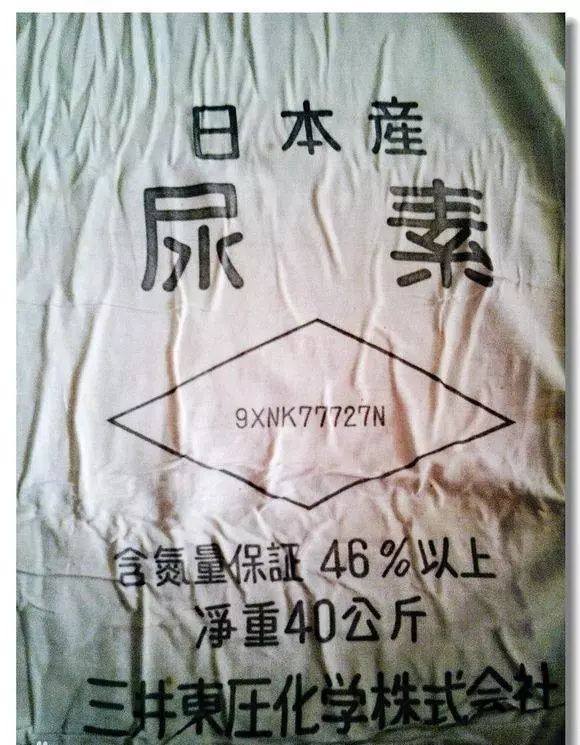 日本産
尿素
9XNK77727N
含氮量保証 46%以上
淨重40公斤
三井東圧化学株式会社